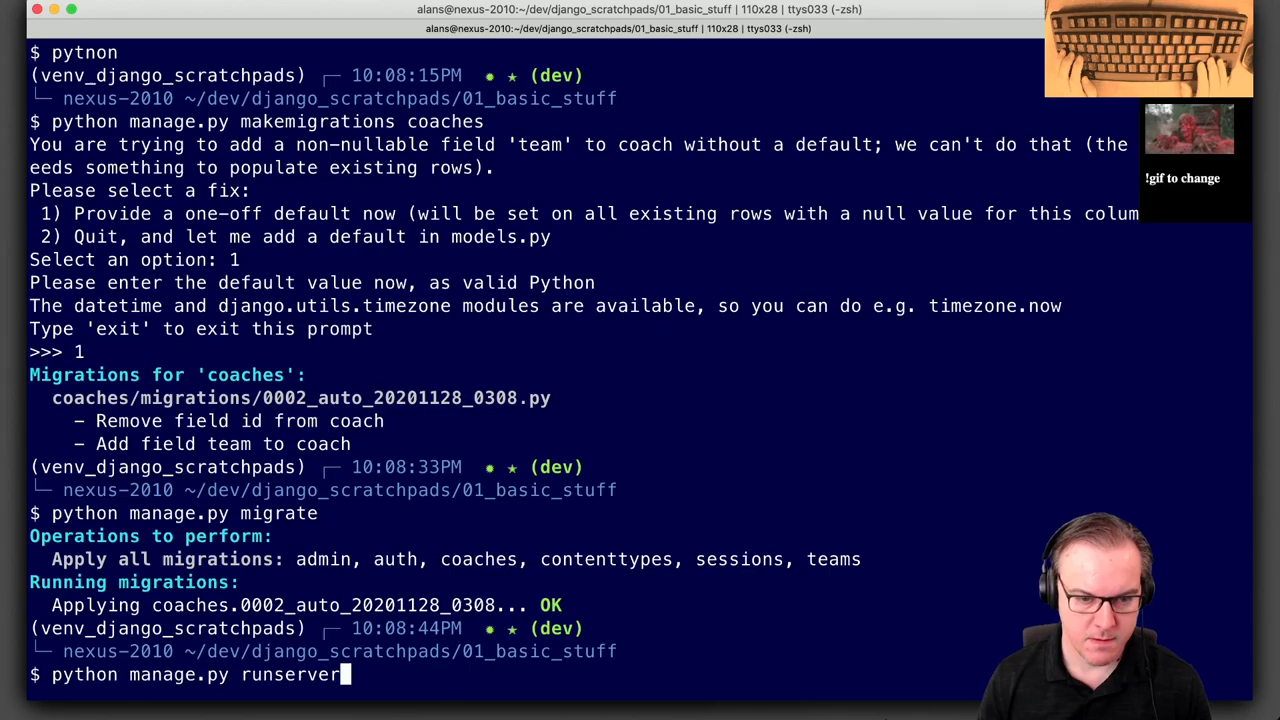 alans@nexus-2010:~/dev/django_scratchpads/01_basic_stuff | 110x28 | ttys033 (-zsh)
alans@nexus-2010:~/dev/django_scratchpads/01_basic_stuff | 110x28 | ttys033 (-zsh)
$ pytnon
(venv_django_scratchpads) ┌─ 10:08:15PM ● ★ (dev)
└─ nexus-2010 ~/dev/django_scratchpads/01_basic_stuff
$ python manage.py makemigrations coaches
You are trying to add a non-nullable field 'team' to coach without a default; we can't do that (the
eeds something to populate existing rows).
Please select a fix:
!gif to change
1) Provide a one-off default now (will be set on all existing rows with a null value for this colum
2) Quit, and let me add a default in models.py
Select an option: 1
Please enter the default value now, as valid Python
The datetime and django.utils.timezone modules are available, so you can do e.g. timezone.now
Type 'exit' to exit this prompt
>>> 1
Migrations for 'coaches':
coaches/migrations/0002_auto_20201128_0308.py
- Remove field id from coach
- Add field team to coach
(venv_django_scratchpads) ┌─ 10:08:33PM ● ★ (dev)
└─ nexus-2010 ~/dev/django_scratchpads/01_basic_stuff
$ python manage.py migrate
Operations to perform:
Apply all migrations: admin, auth, coaches, contenttypes, sessions, teams
Running migrations:
Applying coaches.0002_auto_20201128_0308... OK
(venv_django_scratchpads) ┌─ 10:08:44PM ● ★ (dev)
└─ nexus-2010 ~/dev/django_scratchpads/01_basic_stuff
$ python manage.py runserver